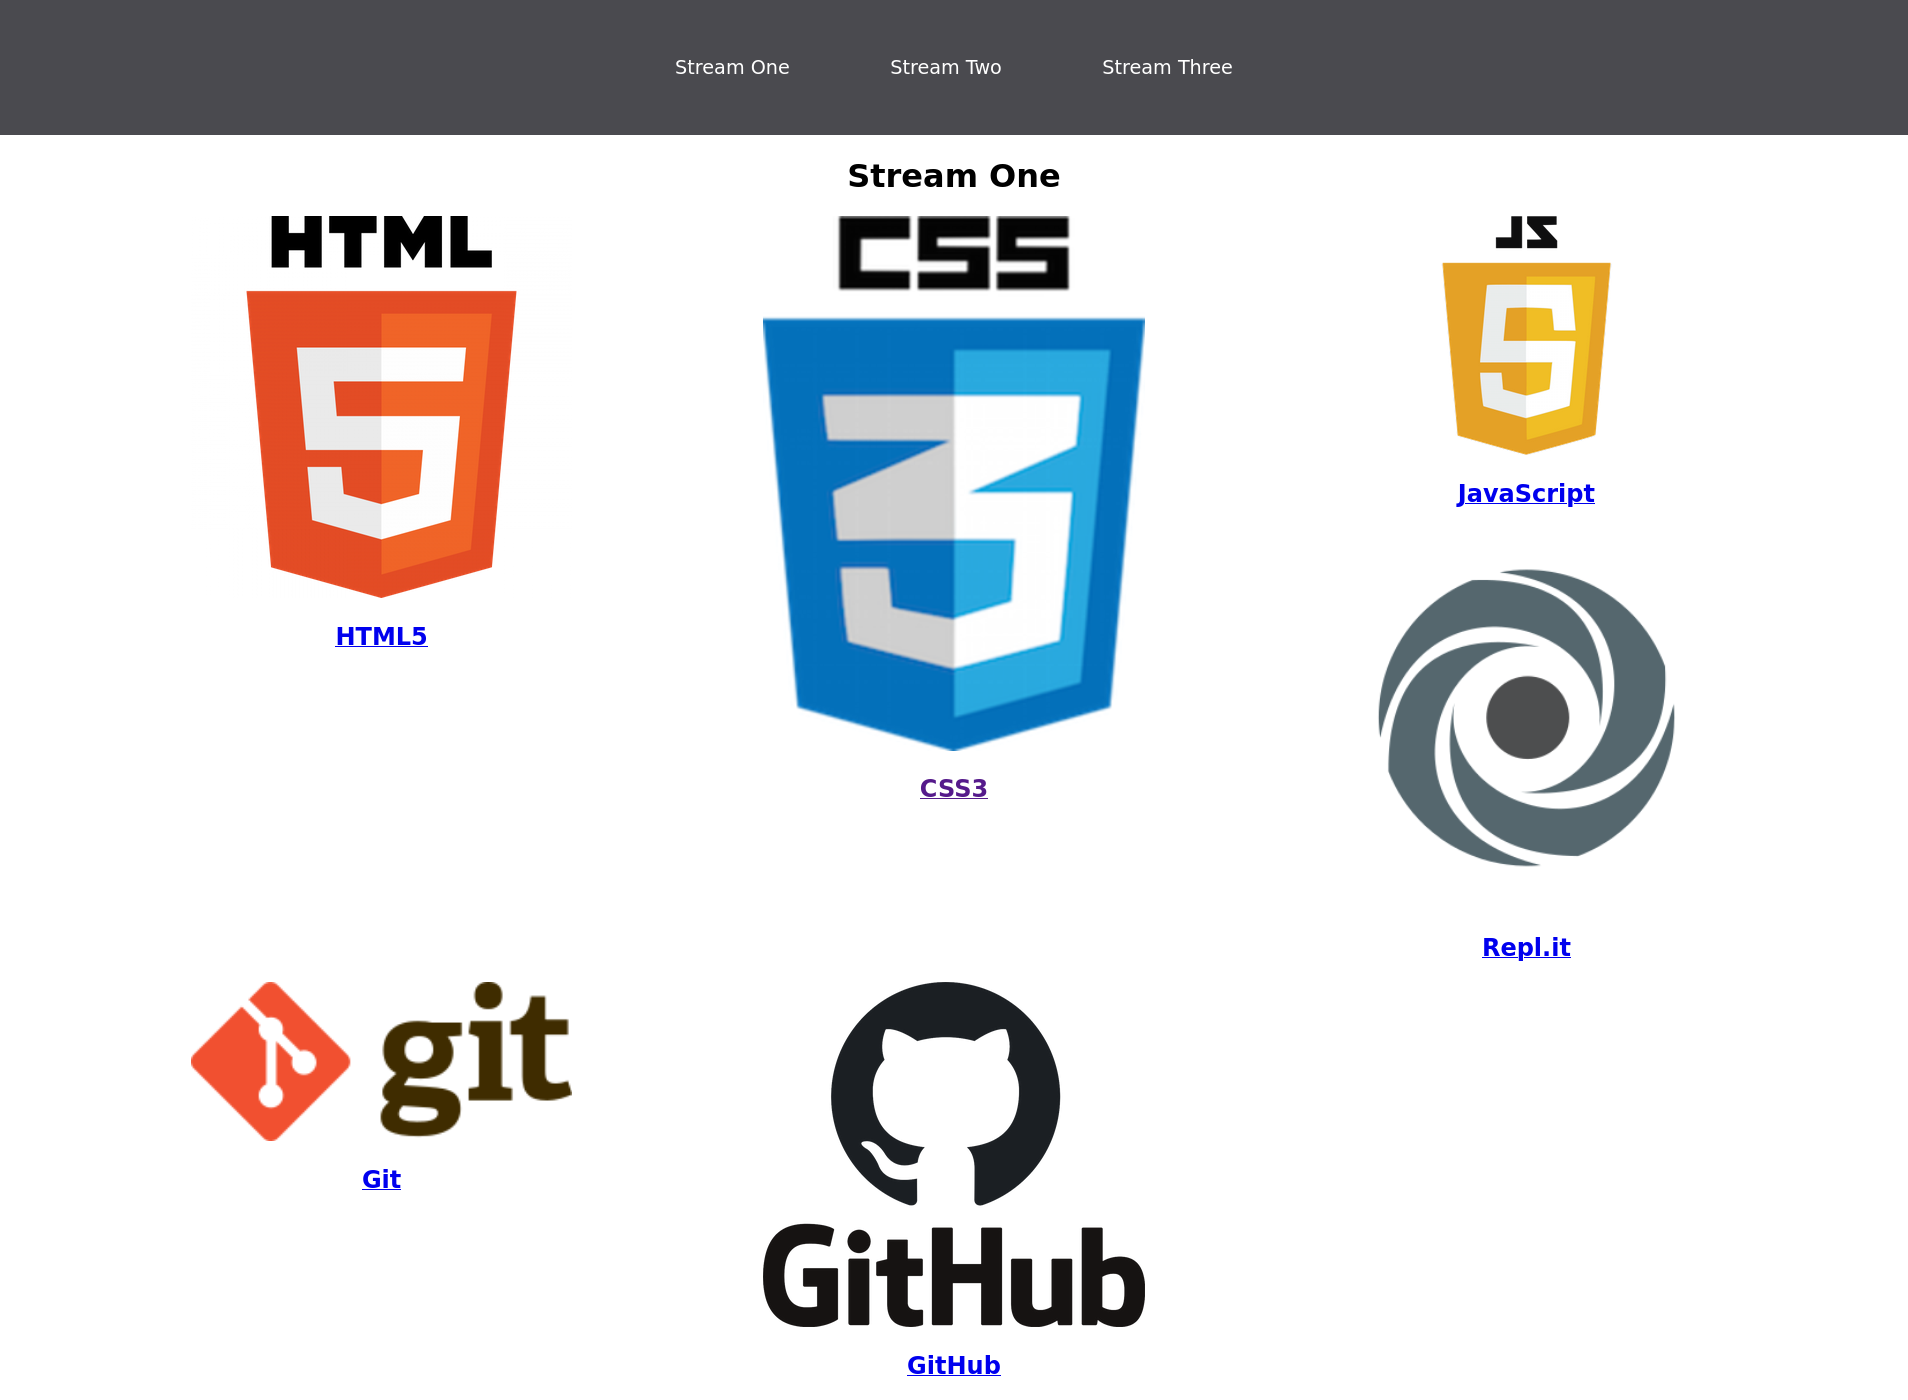 Stream One
Stream Two
Stream Three
Stream One
HTML
5
HTML5
CSS
3
CSS3
JS
JavaScript
Repl.it
git
Git
GitHub
GitHub